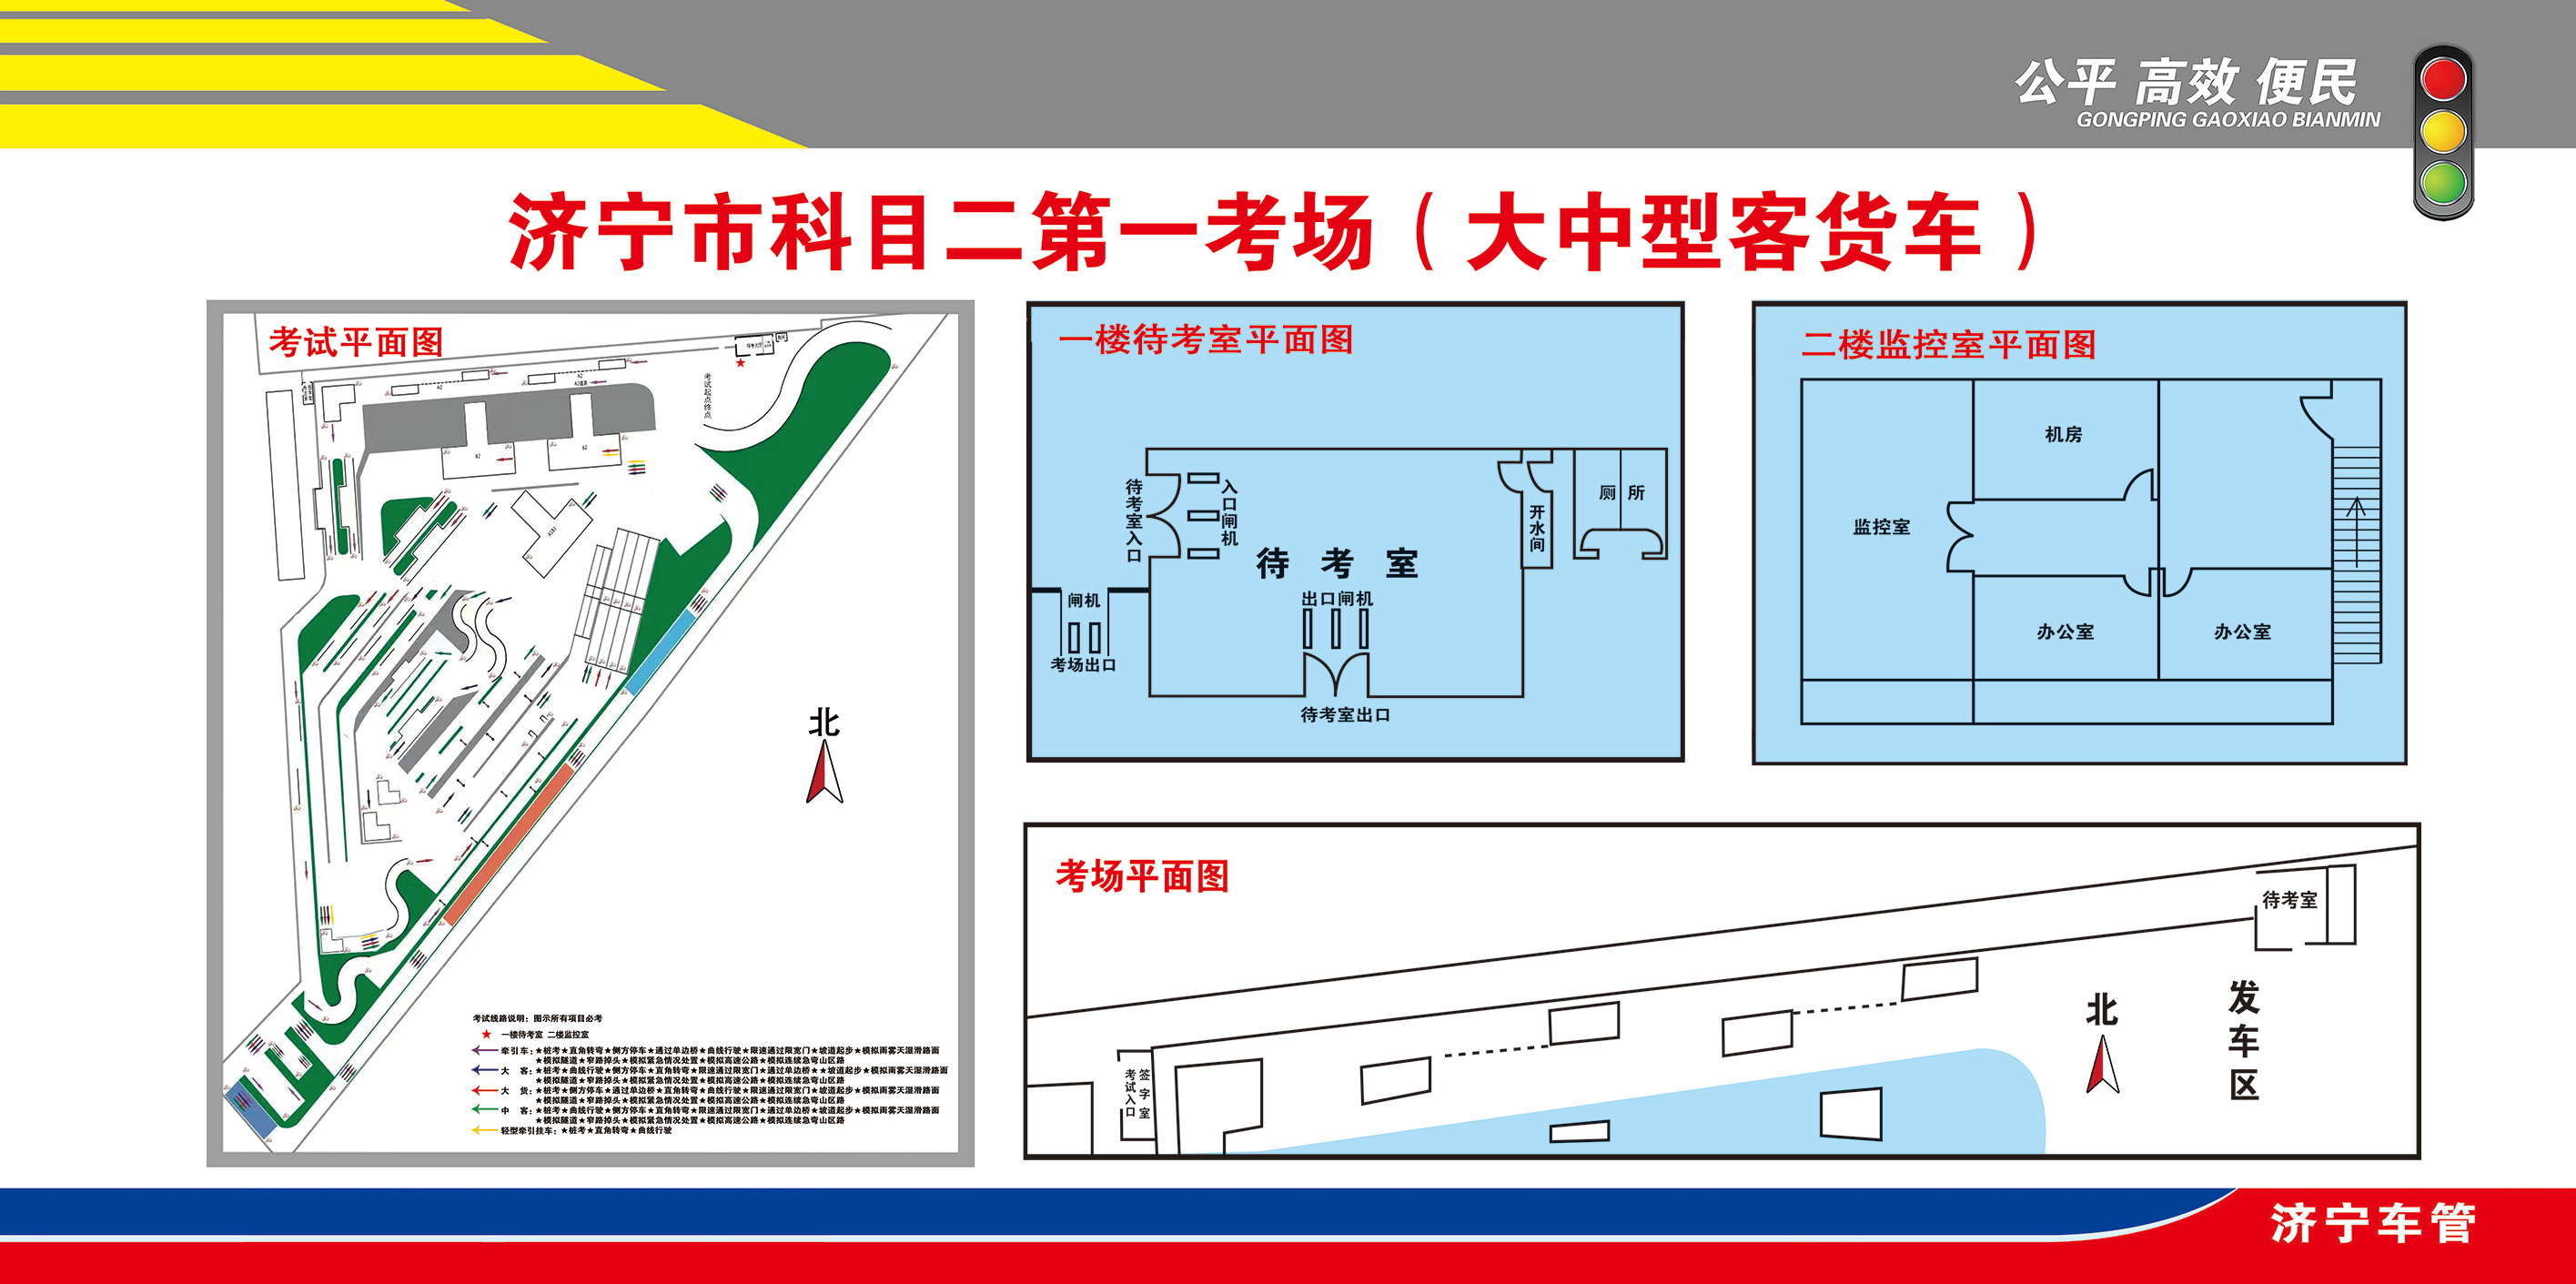 公平 高效 便民
GONGPING GAOXIAO BIANMIN
济宁市科目二第一考场（大中型客货车）
考试平面图
待考大厅
考试起点终点
A2
A2返离
A2
A2
A1B1
北
考试线路说明：图示所有项目必考
★ 一楼待考室 二楼监控室
牵引车：★桩考★直角转弯★侧方停车★通过单边桥★曲线行驶★限速通过限宽门★坡道起步★模拟雨雾天湿滑路面
★模拟隧道★窄路掉头★模拟紧急情况处置★模拟高速公路★模拟连续急弯山区路
大 客：★桩考★曲线行驶★侧方停车★直角转弯★限速通过限宽门★通过单边桥★★坡道起步★模拟雨雾天湿滑路面
★模拟隧道★窄路掉头★模拟紧急情况处置★模拟高速公路★模拟连续急弯山区路
大 货：★桩考★侧方停车★通过单边桥★直角转弯★曲线行驶★限速通过限宽门★坡道起步★模拟雨雾天湿滑路面
★模拟隧道★窄路掉头★模拟紧急情况处置★模拟高速公路★模拟连续急弯山区路
中 客：★桩考★曲线行驶★侧方停车★直角转弯★限速通过限宽门★通过单边桥★坡道起步★模拟雨雾天湿滑路面
★模拟隧道★窄路掉头★模拟紧急情况处置★模拟高速公路★模拟连续急弯山区路
轻型牵引挂车：★桩考★直角转弯★曲线行驶
一楼待考室平面图
待考室入口
入口闸机
待考室
开水间
厕所
闸机
考场出口
出口闸机
待考室出口
二楼监控室平面图
机房
监控室
办公室
办公室
考场平面图
待考室
发车区
北
签字室
考试入口
济宁车管